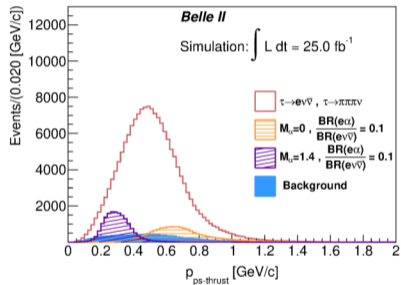 Belle II
Simulation: ∫ L dt = 25.0 fb⁻¹
Events/(0.020 [GeV/c])
12000
10000
8000
6000
4000
2000
τ→eνν̄ , τ→πππν
Mα=0 , BR(eα)/BR(eνν̄) = 0.1
Mα=1.4 , BR(eα)/BR(eνν̄) = 0.1
Background
0 0.2 0.4 0.6 0.8 1 1.2 1.4 1.6 1.8 2
p_ps-thrust [GeV/c]